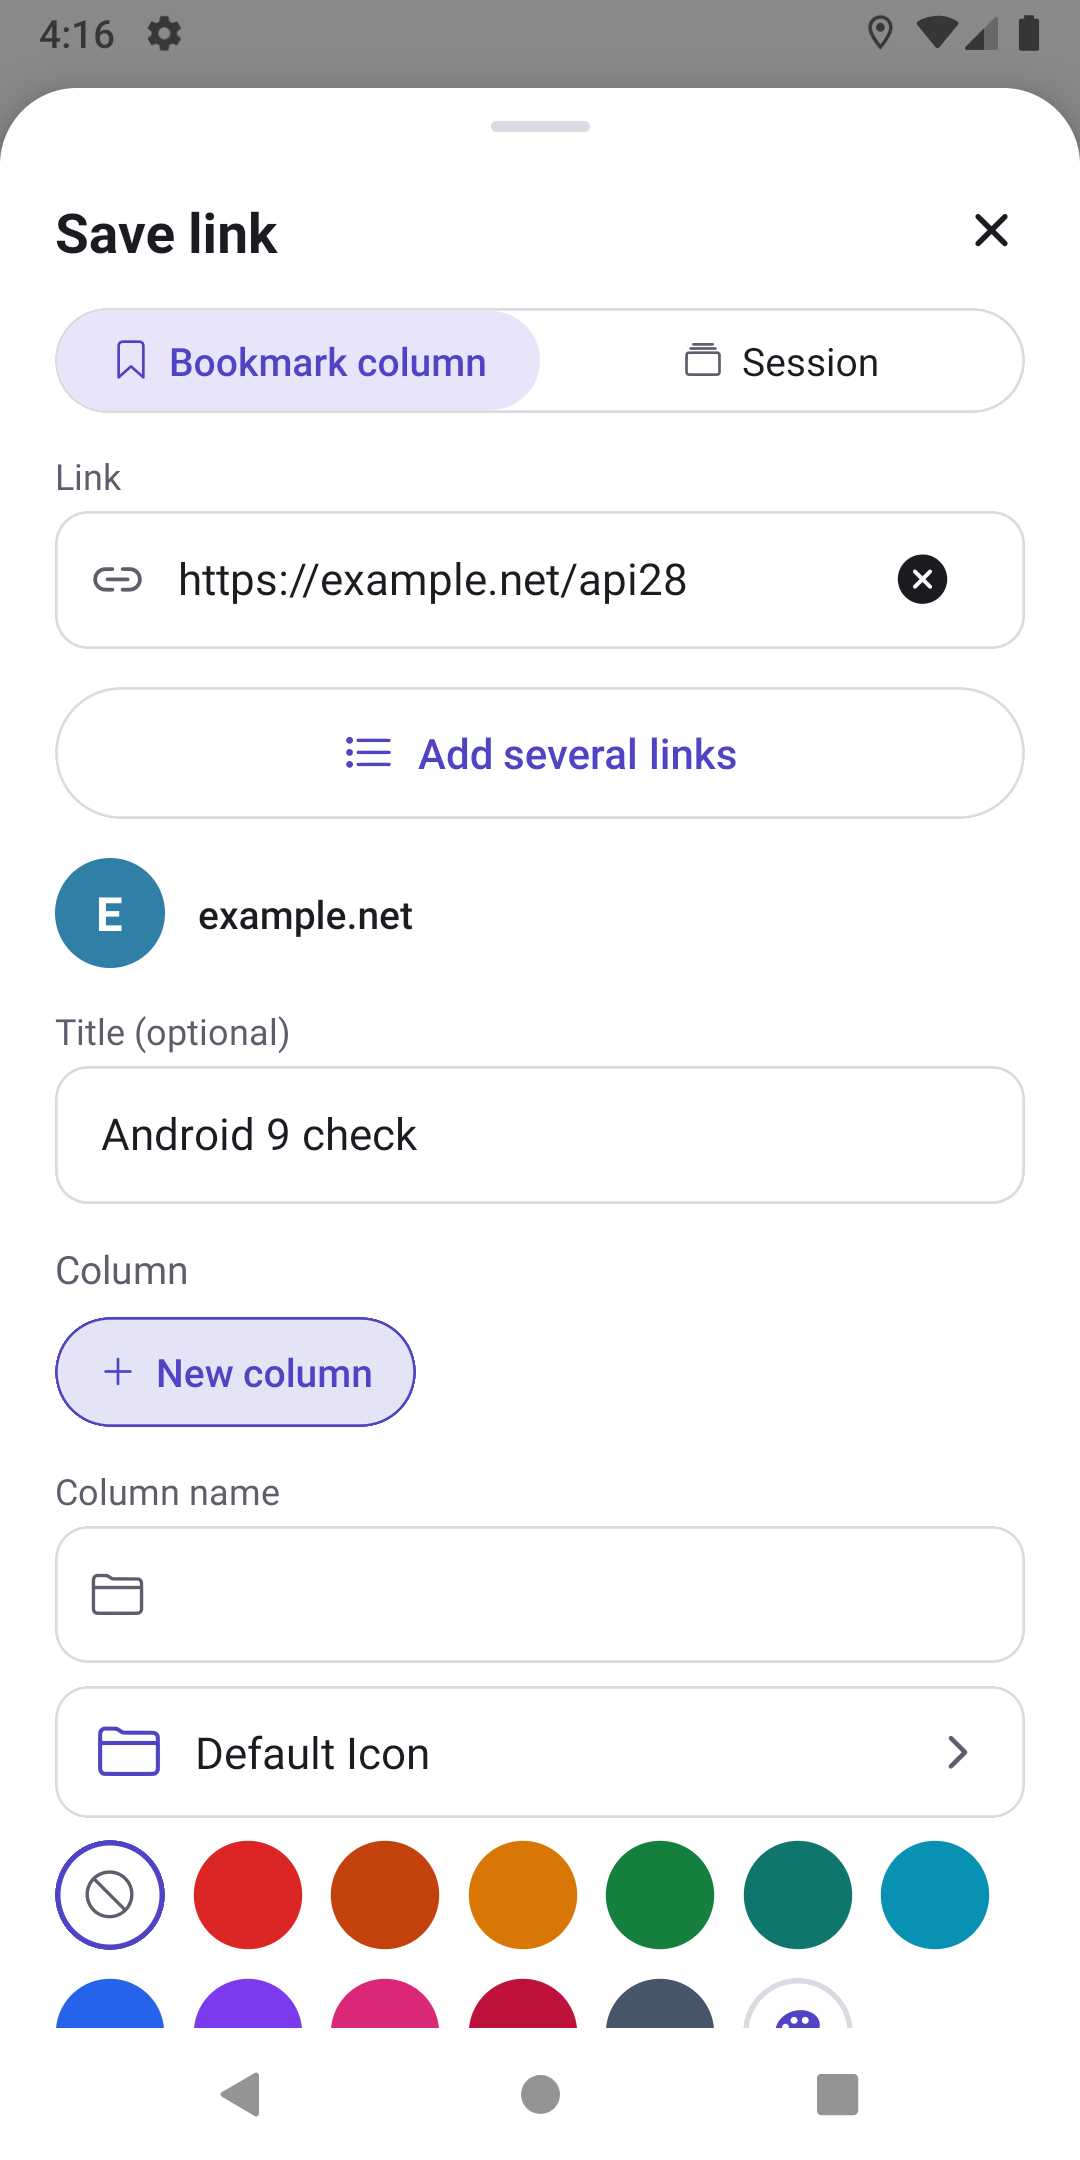 4:16
Save link
Bookmark column
Session
Link
https://example.net/api28
Add several links
E
example.net
Title (optional)
Android 9 check
Column
New column
Column name
Default Icon